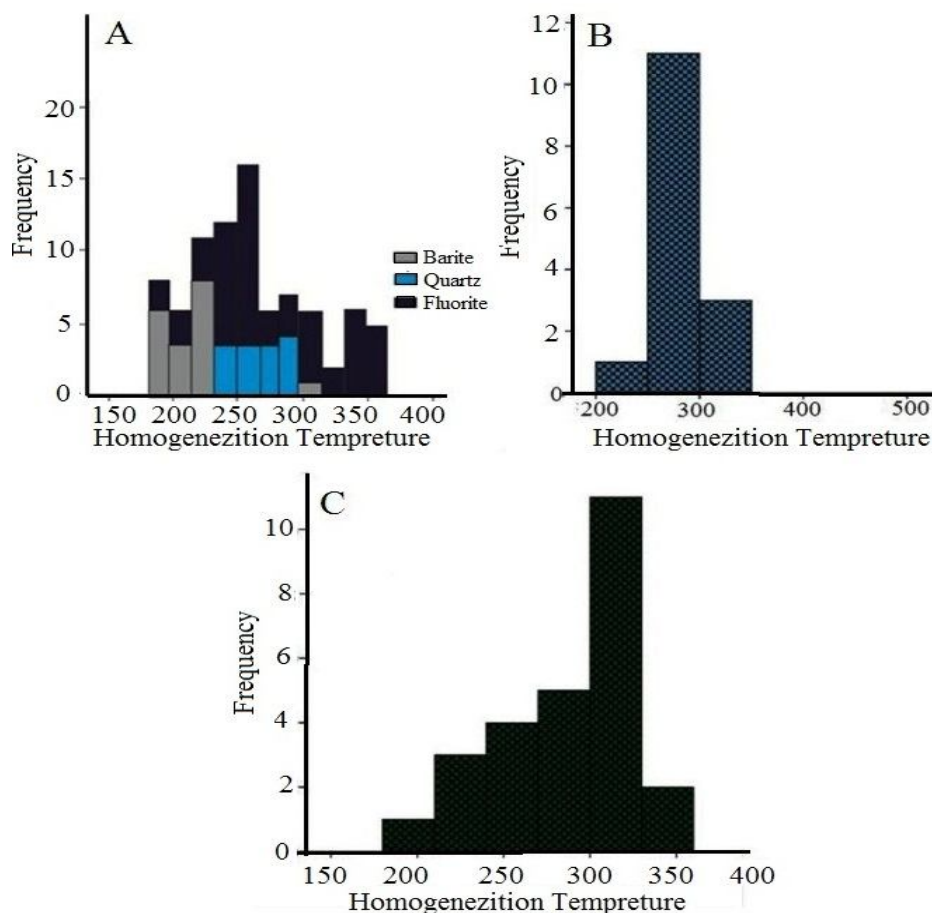 A
Frequency
20
15
10
5
0
150 200 250 300 350 400
Homogenezition Tempreture
Barite
Quartz
Fluorite
B
Frequency
12
10
8
6
4
2
0
200 300 400 500
Homogenezition Tempreture
C
Frequency
10
8
6
4
2
0
150 200 250 300 350 400
Homogenezition Tempreture